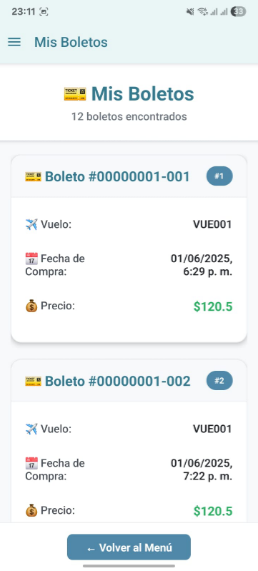 23:11
33
Mis Boletos
Mis Boletos
12 boletos encontrados
Boleto #00000001-001 #1
Vuelo: VUE001
Fecha de Compra: 01/06/2025, 6:29 p. m.
Precio: $120.5
Boleto #00000001-002 #2
Vuelo: VUE001
Fecha de Compra: 01/06/2025, 7:22 p. m.
Precio: $120.5
← Volver al Menú